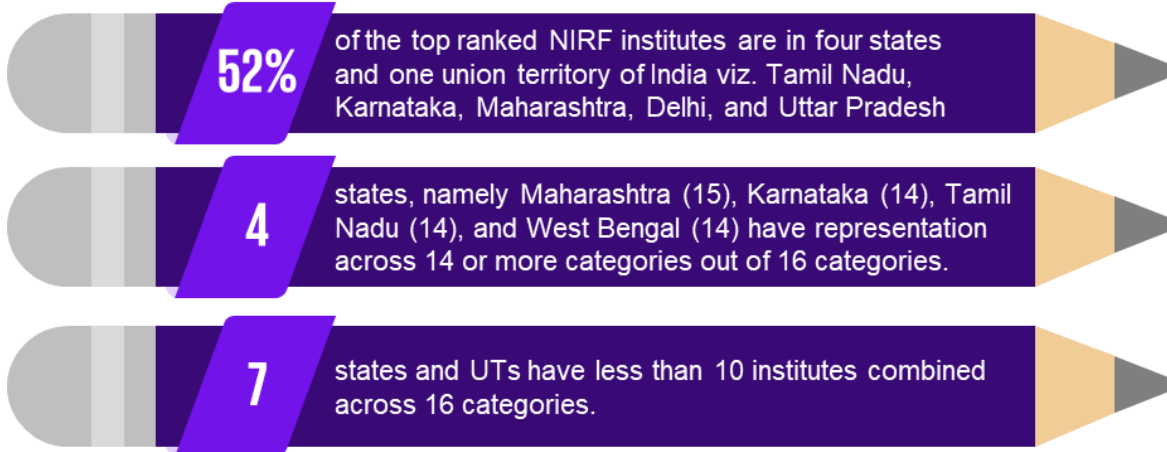 52%
of the top ranked NIRF institutes are in four states
and one union territory of India viz. Tamil Nadu,
Karnataka, Maharashtra, Delhi, and Uttar Pradesh
4
states, namely Maharashtra (15), Karnataka (14), Tamil
Nadu (14), and West Bengal (14) have representation
across 14 or more categories out of 16 categories.
7
states and UTs have less than 10 institutes combined
across 16 categories.